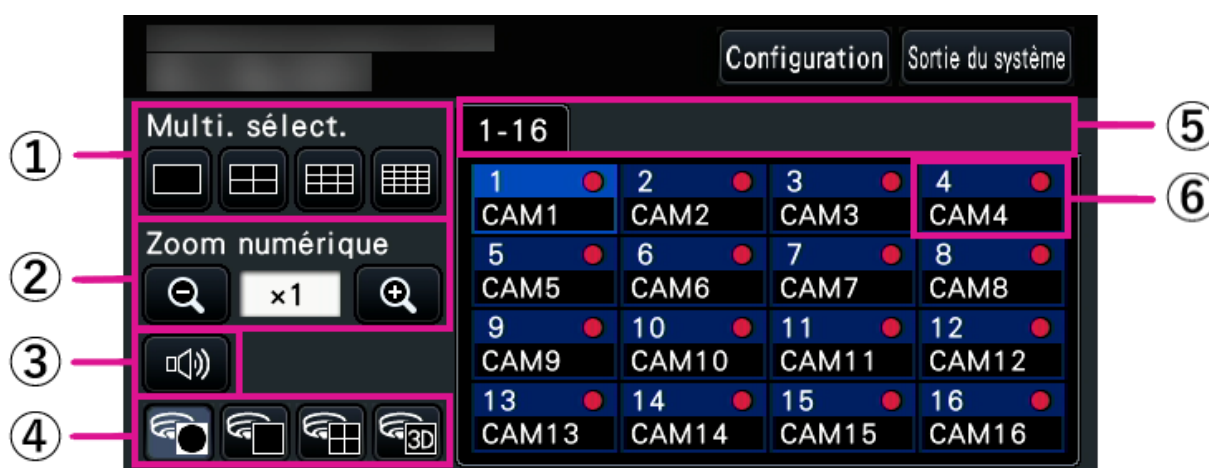 Configuration
Sortie du système
Multi. sélect.
1-16
①
⑤
1
2
3
4
CAM1
CAM2
CAM3
CAM4
⑥
Zoom numérique
×1
②
5
6
7
8
CAM5
CAM6
CAM7
CAM8
9
10
11
12
CAM9
CAM10
CAM11
CAM12
③
13
14
15
16
CAM13
CAM14
CAM15
CAM16
④
3D